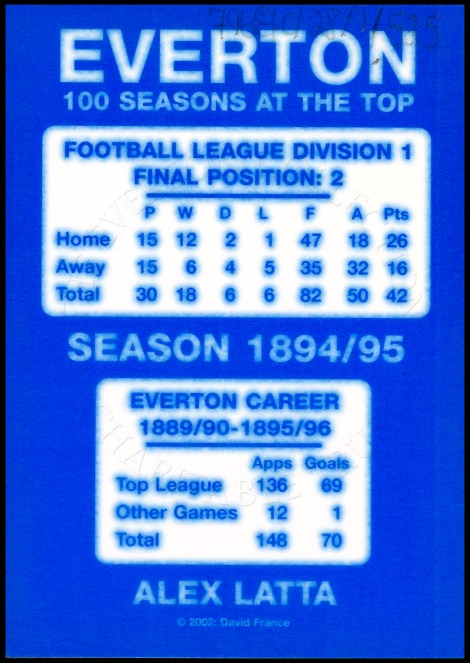 EVERTON
100 SEASONS AT THE TOP
FOOTBALL LEAGUE DIVISION 1
FINAL POSITION: 2
P W D L F A Pts
Home 15 12 2 1 47 18 26
Away 15 6 4 5 35 32 16
Total 30 18 6 6 82 50 42
SEASON 1894/95
EVERTON CAREER
1889/90-1895/96
Apps Goals
Top League 136 69
Other Games 12 1
Total 148 70
ALEX LATTA
© 2002: David France